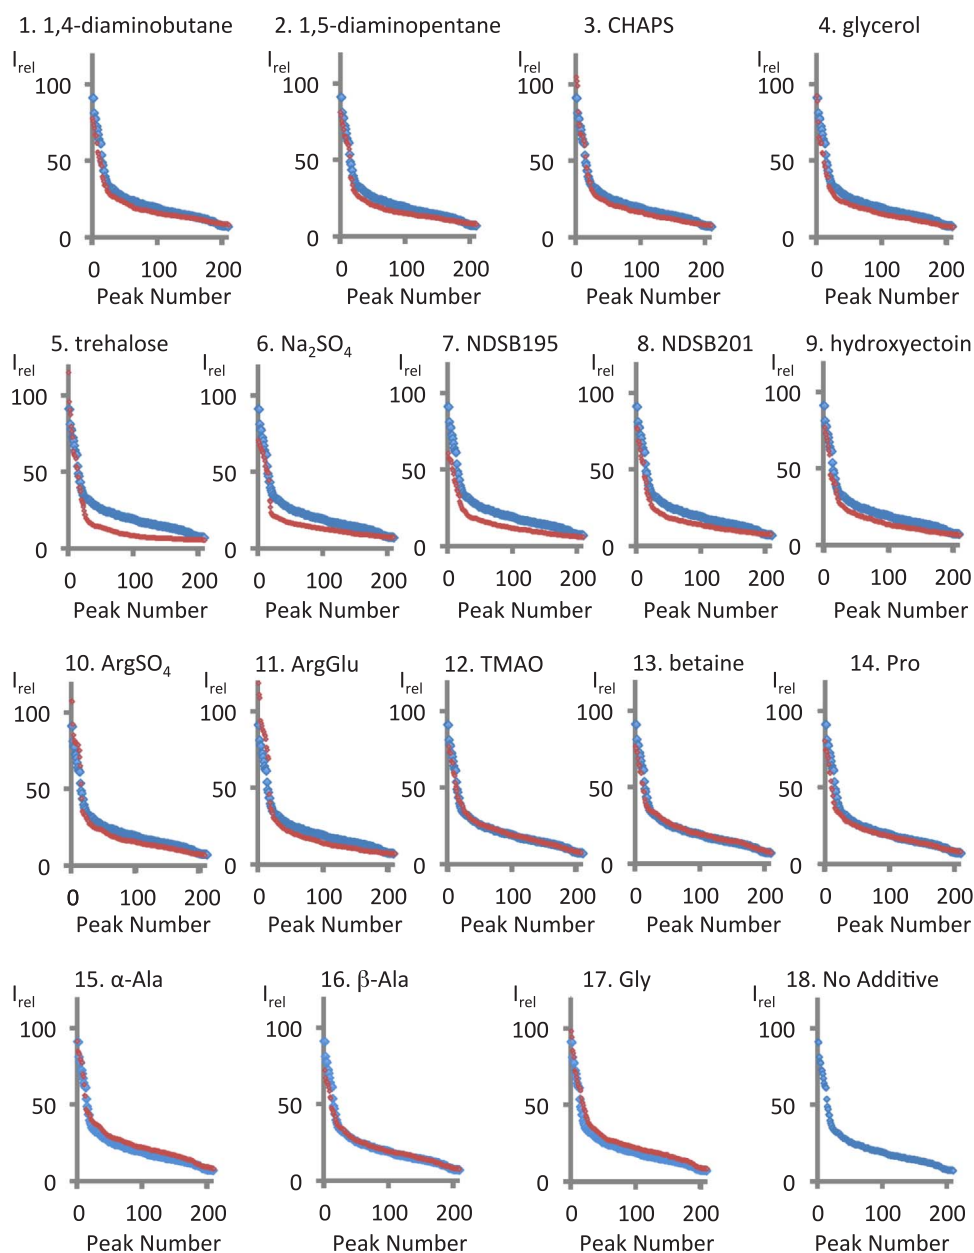 1. 1,4-diaminobutane 2. 1,5-diaminopentane 3. CHAPS 4. glycerol
Irel Irel Irel Irel
100 100 100 100
50 50 50 50
0 0 0 0
0 100 200 0 100 200 0 100 200 0 100 200
Peak Number Peak Number Peak Number Peak Number
5. trehalose 6. Na2SO4 7. NDSB195 8. NDSB201 9. hydroxyectoin
Irel Irel Irel Irel Irel
100 100 100 100 100
50 50 50 50 50
0 0 0 0 0
0 100 200 0 100 200 0 100 200 0 100 200 0 100 200
Peak Number Peak Number Peak Number Peak Number Peak Number
10. ArgSO4 11. ArgGlu 12. TMAO 13. betaine 14. Pro
Irel Irel Irel Irel Irel
100 100 100 100 100
50 50 50 50 50
0 0 0 0 0
0 100 200 0 100 200 0 100 200 0 100 200 0 100 200
Peak Number Peak Number Peak Number Peak Number Peak Number
15. α-Ala 16. β-Ala 17. Gly 18. No Additive
Irel Irel Irel Irel
100 100 100 100
50 50 50 50
0 0 0 0
0 100 200 0 100 200 0 100 200 0 100 200
Peak Number Peak Number Peak Number Peak Number